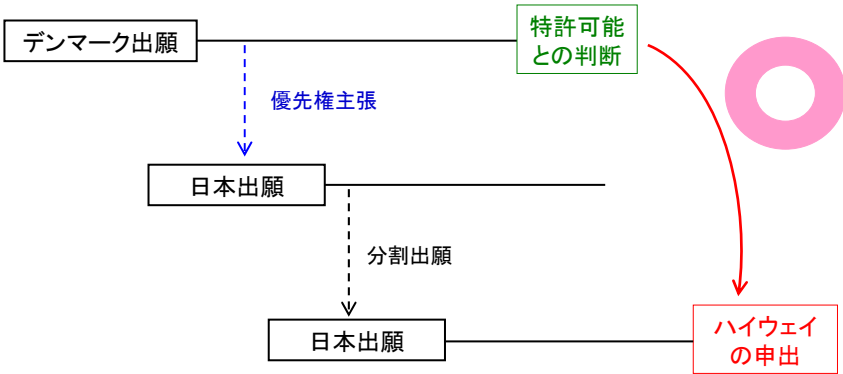 デンマーク出願
特許可能
との判断
優先権主張
日本出願
分割出願
日本出願
ハイウェイ
の申出